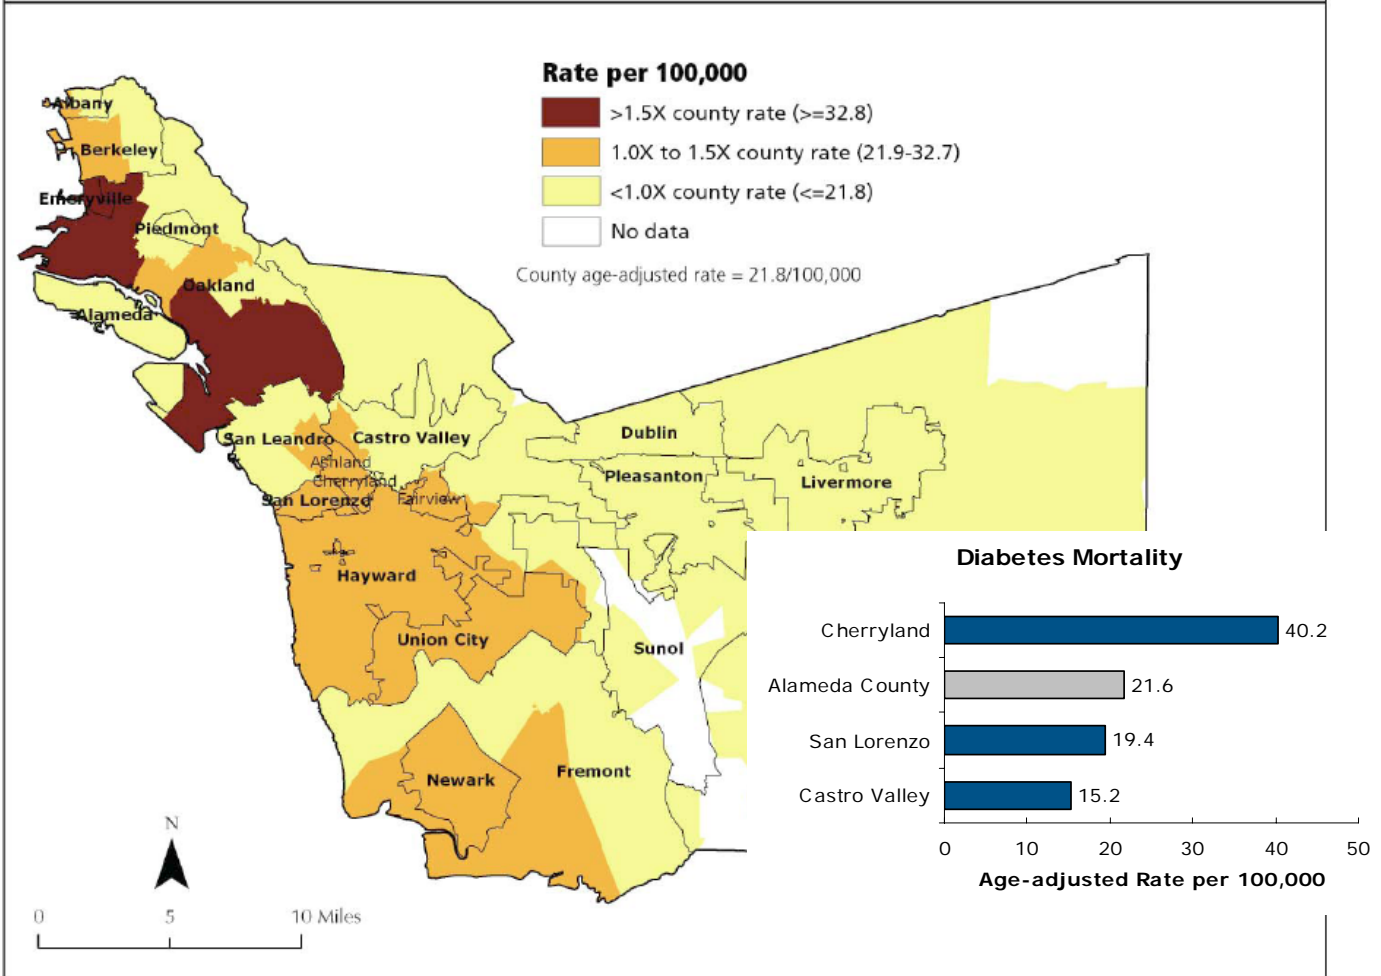 Rate per 100,000
>1.5X county rate (>=32.8)
1.0X to 1.5X county rate (21.9-32.7)
<1.0X county rate (<=21.8)
No data
County age-adjusted rate = 21.8/100,000
Albany
Berkeley
Emeryville
Piedmont
Oakland
Alameda
San Leandro
Castro Valley
Ashland
Cherryland
San Lorenzo
Fairview
Dublin
Pleasanton
Livermore
Hayward
Union City
Sunol
Newark
Fremont
N
0 5 10 Miles
Diabetes Mortality
Cherryland 40.2
Alameda County 21.6
San Lorenzo 19.4
Castro Valley 15.2
0 10 20 30 40 50
Age-adjusted Rate per 100,000